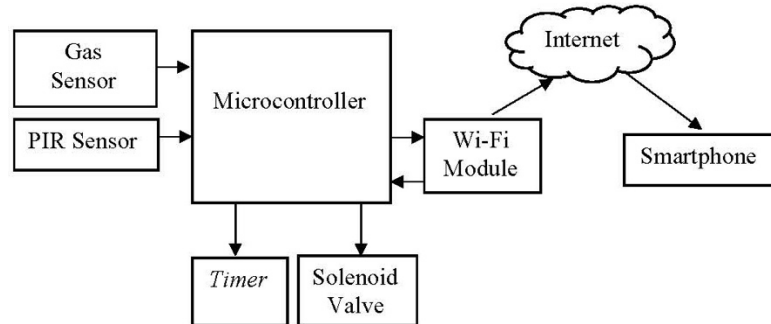 Gas
Sensor
PIR Sensor
Microcontroller
Wi-Fi
Module
Internet
Smartphone
Timer
Solenoid
Valve